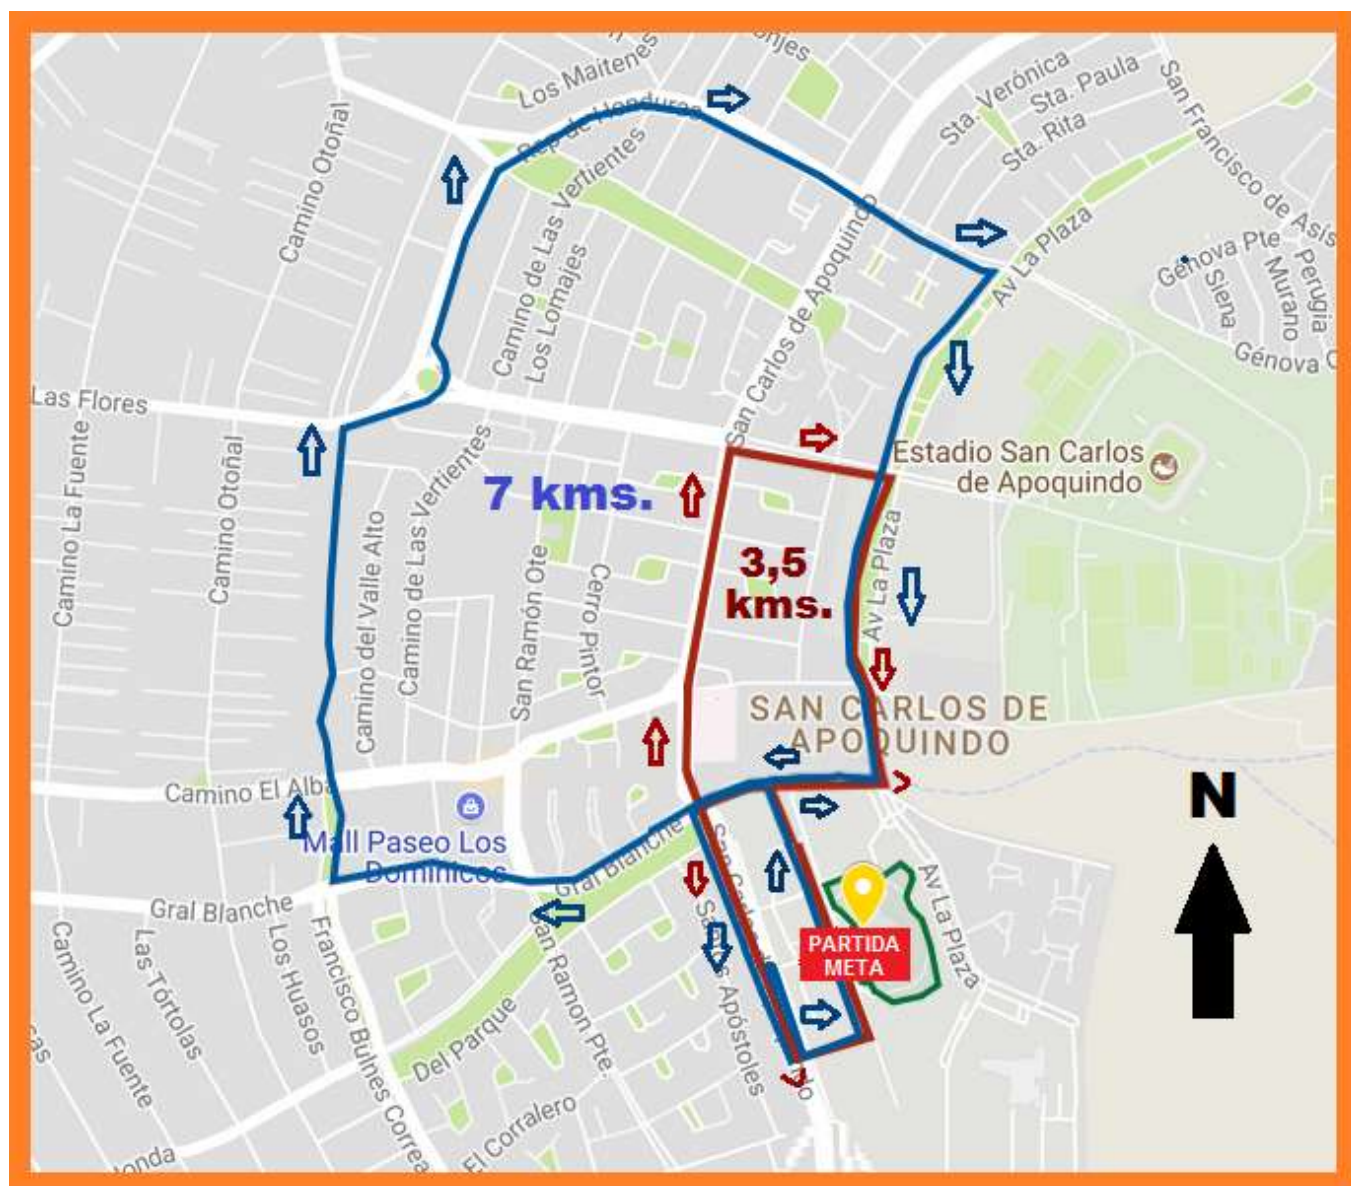 Los Maitenes
Rep de Honduras
Sta. Verónica
Sta. Paula
Sta. Rita
San Francisco de Asís
Camino Otoñal
Camino de Las Vertientes
Los Lomajes
San Carlos de Apoquindo
Av La Plaza
Génova Pte
Siena
Murano
Perugia
Génova O
Las Flores
Camino La Fuente
Camino Otoñal
Camino de Las Vertientes
Camino del Valle Alto
7 kms.
3,5
kms.
Estadio San Carlos
de Apoquindo
Av La Plaza
San Ramón Ote
Cerro Pintor
SAN CARLOS DE
APOQUINDO
N
Camino El Alba
Mall Paseo Los
Dominicos
Gral Blanche
Gral Blanche
PARTIDA
META
Av La Plaza
Camino La Fuente
Las Tórtolas
Los Huasos
Francisco Bulnes Correa
Del Parque
San Ramon Pte.
El Corralero